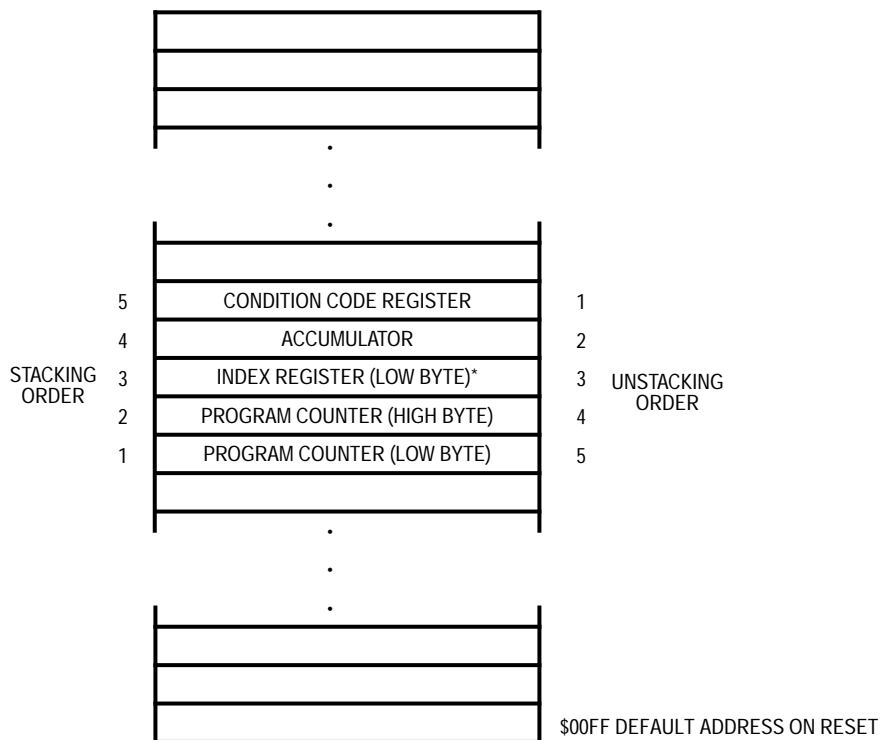 5 CONDITION CODE REGISTER 1
4 ACCUMULATOR 2
STACKING ORDER
3 INDEX REGISTER (LOW BYTE)* 3
UNSTACKING ORDER
2 PROGRAM COUNTER (HIGH BYTE) 4
1 PROGRAM COUNTER (LOW BYTE) 5
$00FF DEFAULT ADDRESS ON RESET